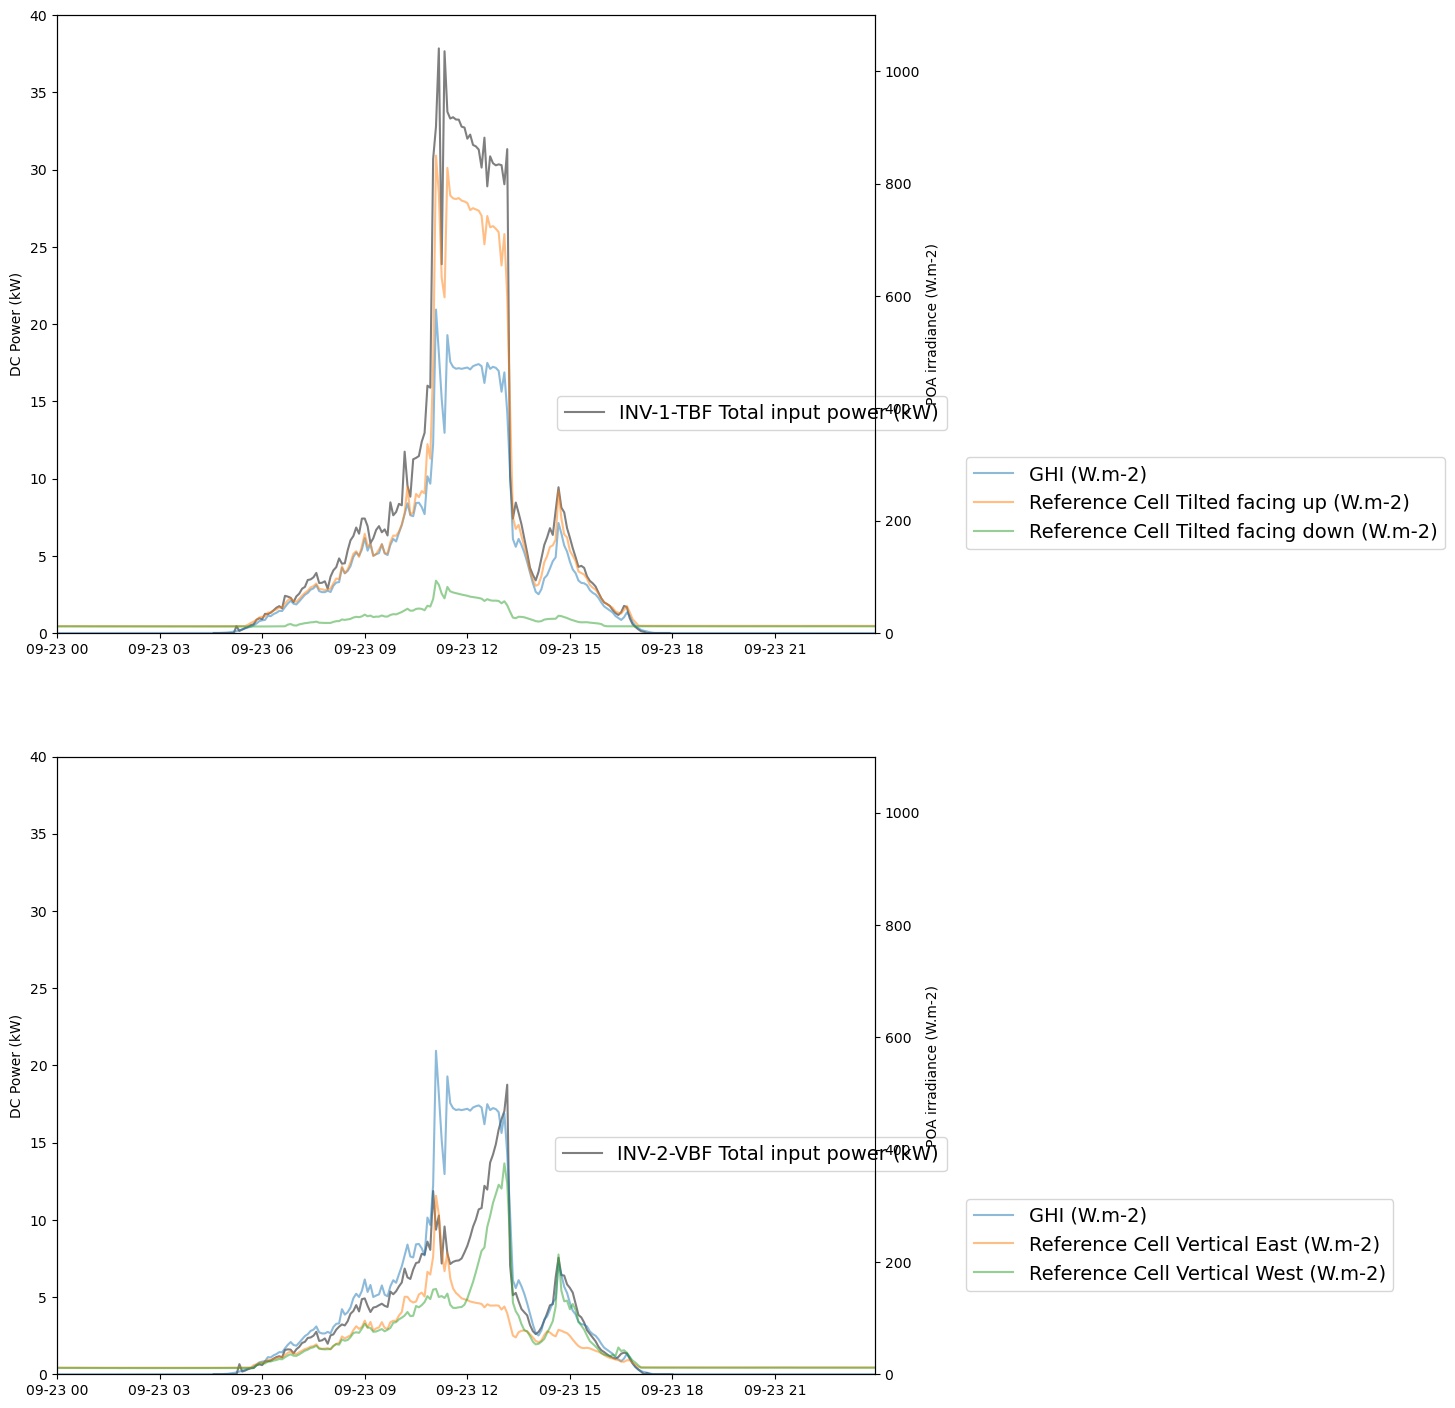 40
35
30
25
20
15
10
5
0
DC Power (kW)
1000
800
600
400
200
0
POA irradiance (W.m-2)
INV-1-TBF Total input power (kW)
GHI (W.m-2)
Reference Cell Tilted facing up (W.m-2)
Reference Cell Tilted facing down (W.m-2)
09-23 00 09-23 03 09-23 06 09-23 09 09-23 12 09-23 15 09-23 18 09-23 21
40
35
30
25
20
15
10
5
0
DC Power (kW)
1000
800
600
400
200
0
POA irradiance (W.m-2)
INV-2-VBF Total input power (kW)
GHI (W.m-2)
Reference Cell Vertical East (W.m-2)
Reference Cell Vertical West (W.m-2)
09-23 00 09-23 03 09-23 06 09-23 09 09-23 12 09-23 15 09-23 18 09-23 21